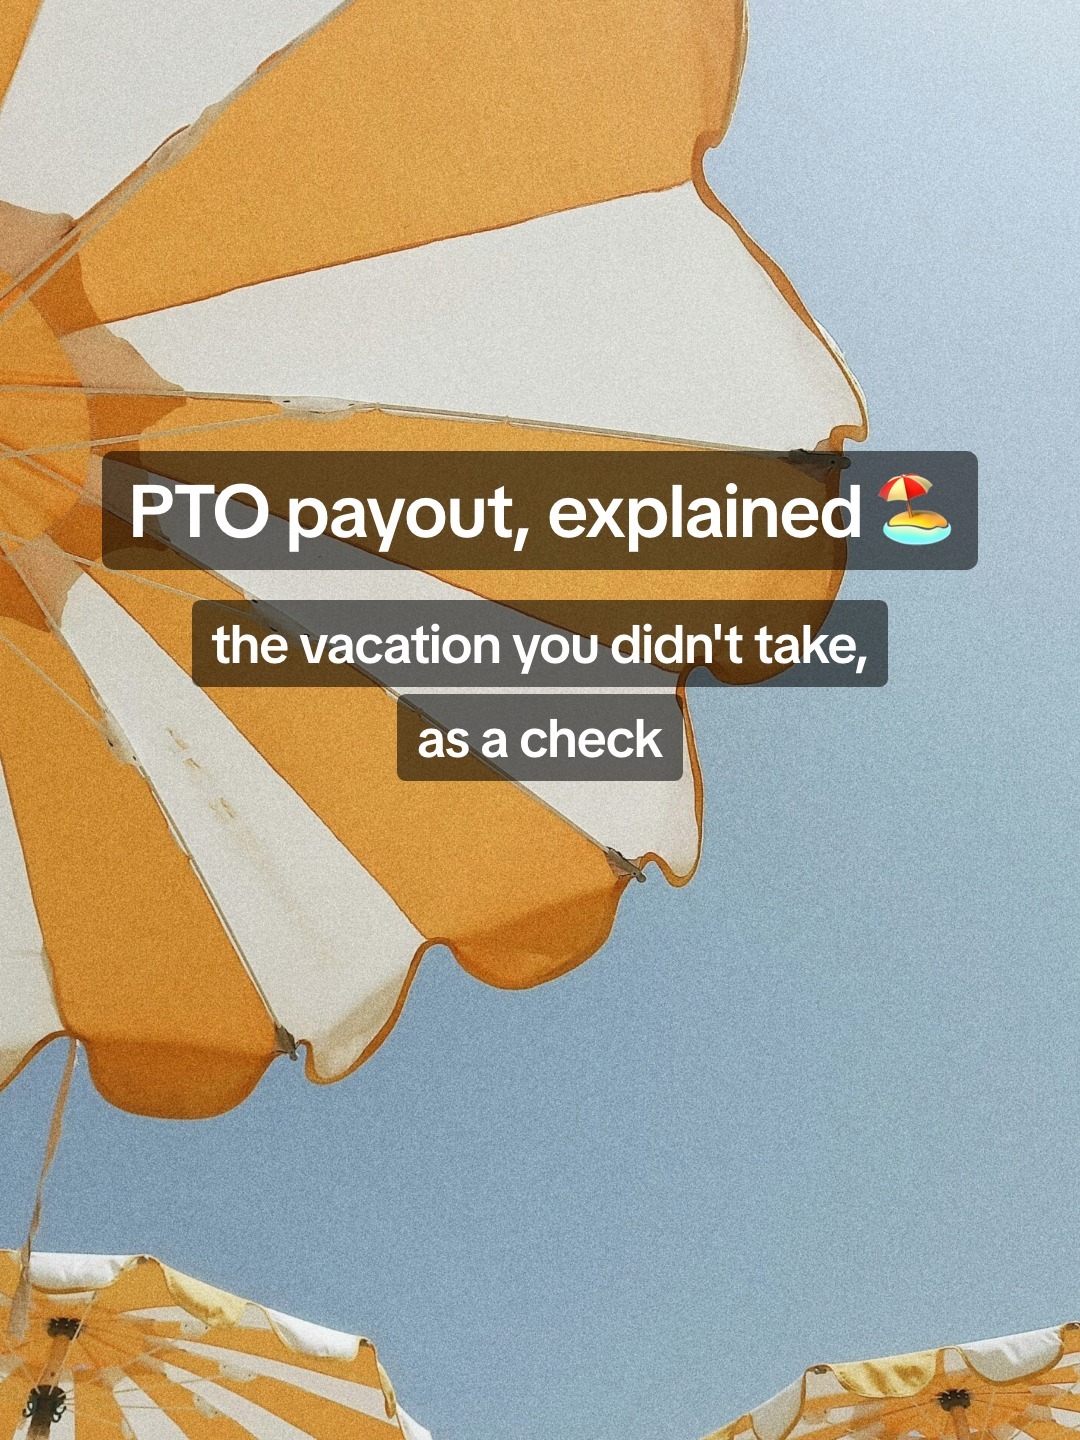 PTO payout, explained 🏖️
the vacation you didn't take,
as a check